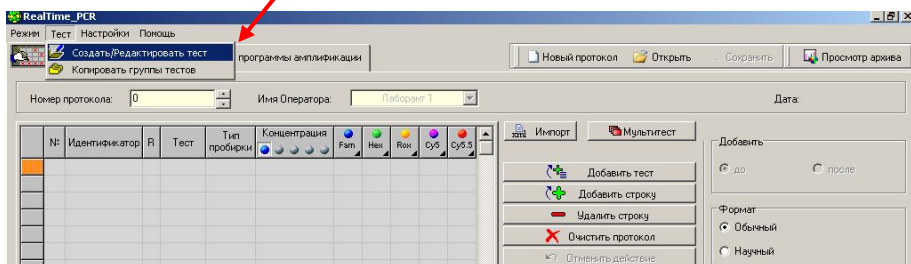 RealTime_PCR
Режим Тест Настройки Помощь
Создать/Редактировать тест
Копировать группы тестов
программы амплификации
Новый протокол Открыть Сохранить Просмотр архива
Номер протокола: 0 Имя Оператора: Лаборант 1 Дата:
№ Идентификатор R Тест Тип пробирки Концентрация Fam Hex Rox Cy5 Cy5.5
Импорт Мультитест
Добавить
до после
Добавить тест
Добавить строку
Удалить строку
Очистить протокол
Отменить действие
Формат
Обычный
Научный